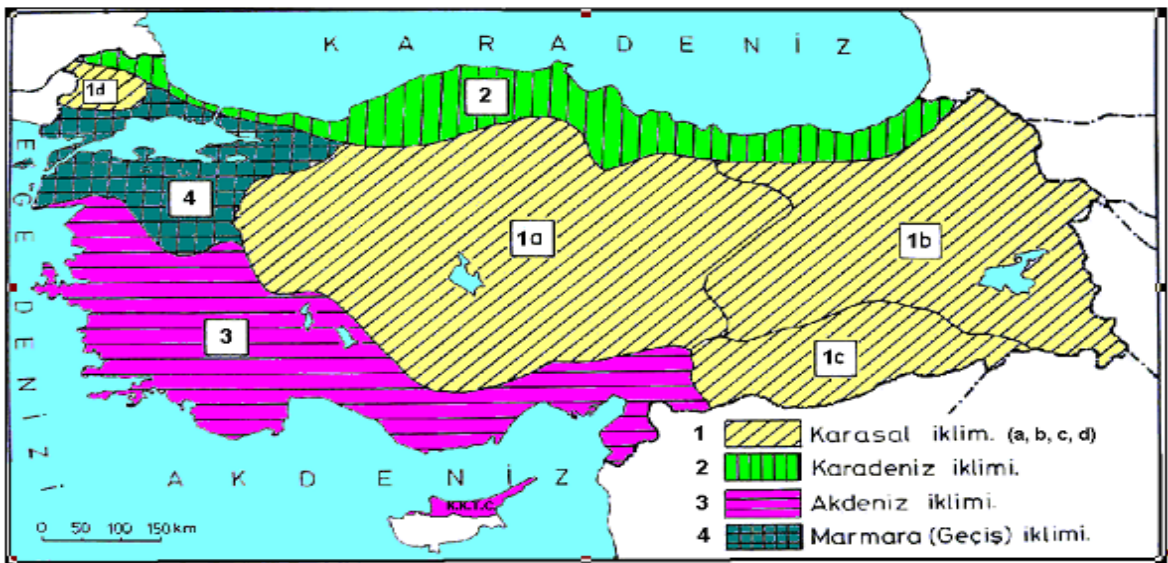 K A R A D E N İ Z
1d
2
E G E D E N İ Z İ
4
1a
1b
3
1c
1 Karasal iklim. (a, b, c, d)
2 Karadeniz iklimi.
A K D E N İ Z
3 Akdeniz iklimi.
K.K.T.C.
0 50 100 150 km
4 Marmara (Geçiş) iklimi.